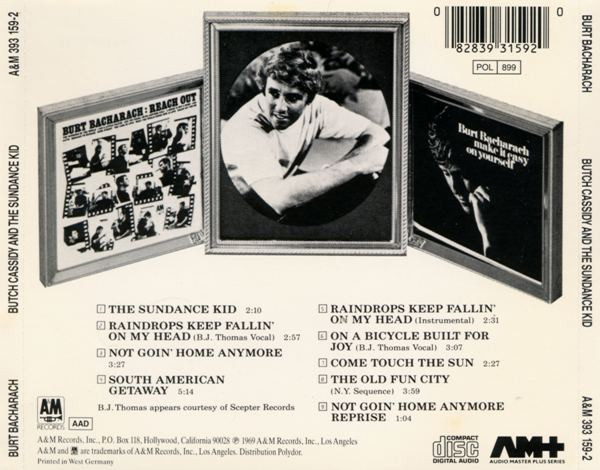 A&M 393 159-2
BUTCH CASSIDY AND THE SUNDANCE KID
BURT BACHARACH
BURT BACHARACH : REACH OUT
Burt Bacharach
make it easy
on yourself
0 82839 31592 0
POL 899
1 THE SUNDANCE KID 2:10
2 RAINDROPS KEEP FALLIN'
ON MY HEAD (B.J. Thomas Vocal) 2:57
3 NOT GOIN' HOME ANYMORE
3:27
4 SOUTH AMERICAN
GETAWAY 5:14
B.J. Thomas appears courtesy of Scepter Records
5 RAINDROPS KEEP FALLIN'
ON MY HEAD (Instrumental) 2:31
6 ON A BICYCLE BUILT FOR
JOY (B.J. Thomas Vocal) 3:07
7 COME TOUCH THE SUN 2:27
8 THE OLD FUN CITY
(N.Y. Sequence) 3:59
9 NOT GOIN' HOME ANYMORE
REPRISE 1:04
A&M
RECORDS
AAD
A&M Records, Inc., P.O. Box 118, Hollywood, California 90028 ℗ 1969 A&M Records, Inc., Los Angeles
A&M and are trademarks of A&M Records, Inc., Los Angeles. Distribution Polydor.
Printed in West Germany
COMPACT
disc
DIGITAL AUDIO
AM+
AUDIO MASTER PLUS SERIES
BURT BACHARACH
BUTCH CASSIDY AND THE SUNDANCE KID
A&M 393 159-2